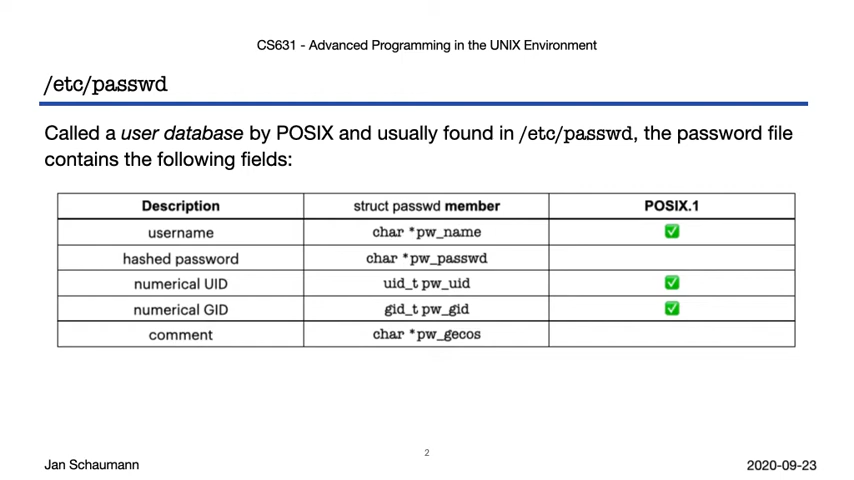 CS631 - Advanced Programming in the UNIX Environment
/etc/passwd
Called a user database by POSIX and usually found in /etc/passwd, the password file
contains the following fields:
Description struct passwd member POSIX.1
username char *pw_name ✅
hashed password char *pw_passwd
numerical UID uid_t pw_uid ✅
numerical GID gid_t pw_gid ✅
comment char *pw_gecos
2
Jan Schaumann 2020-09-23